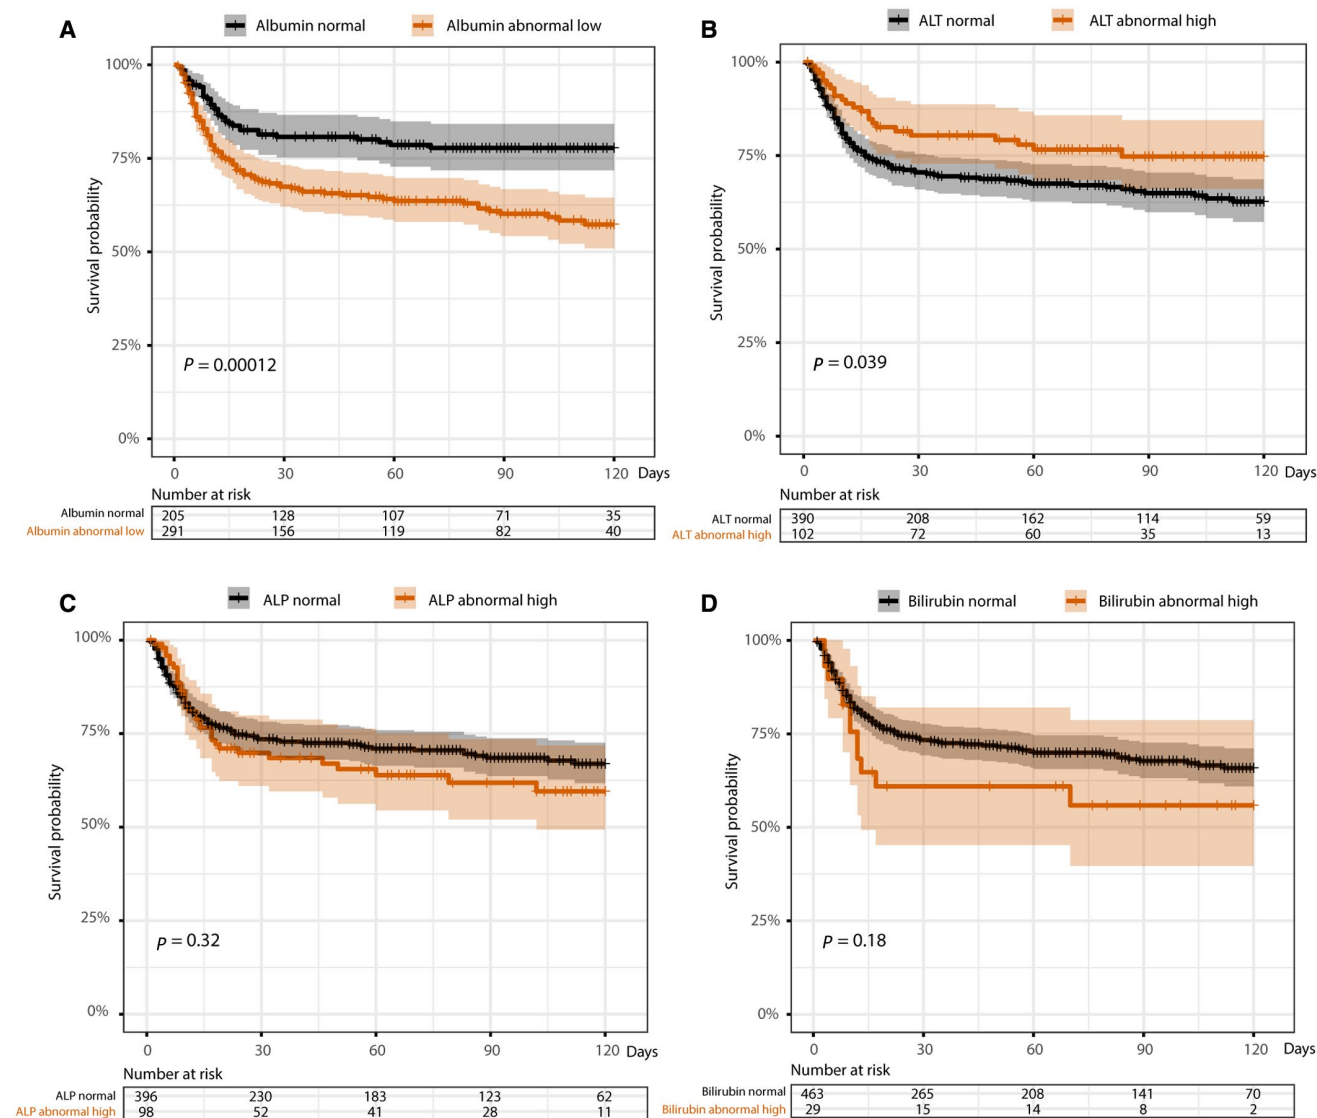 A
Albumin normal Albumin abnormal low
100%
75%
50%
25%
0%
Survival probability
P = 0.00012
0 30 60 90 120 Days
Number at risk
Albumin normal 205 128 107 71 35
Albumin abnormal low 291 156 119 82 40
B
ALT normal ALT abnormal high
100%
75%
50%
25%
0%
Survival probability
P = 0.039
0 30 60 90 120 Days
Number at risk
ALT normal 390 208 162 114 59
ALT abnormal high 102 72 60 35 13
C
ALP normal ALP abnormal high
100%
75%
50%
25%
0%
Survival probability
P = 0.32
0 30 60 90 120 Days
Number at risk
ALP normal 396 230 183 123 62
ALP abnormal high 98 52 41 28 11
D
Bilirubin normal Bilirubin abnormal high
100%
75%
50%
25%
0%
Survival probability
P = 0.18
0 30 60 90 120 Days
Number at risk
Bilirubin normal 463 265 208 141 70
Bilirubin abnormal high 29 15 14 8 2